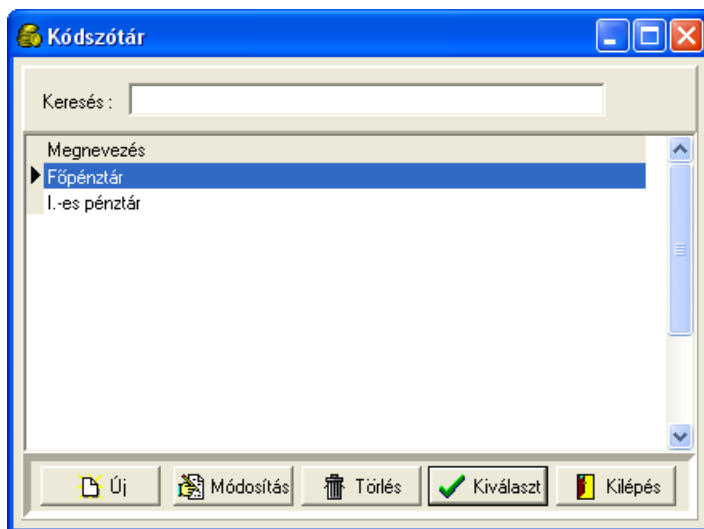 Kódszótár
Keresés :
Megnevezés
Főpénztár
I.-es pénztár
Új Módosítás Törlés Kiválaszt Kilépés